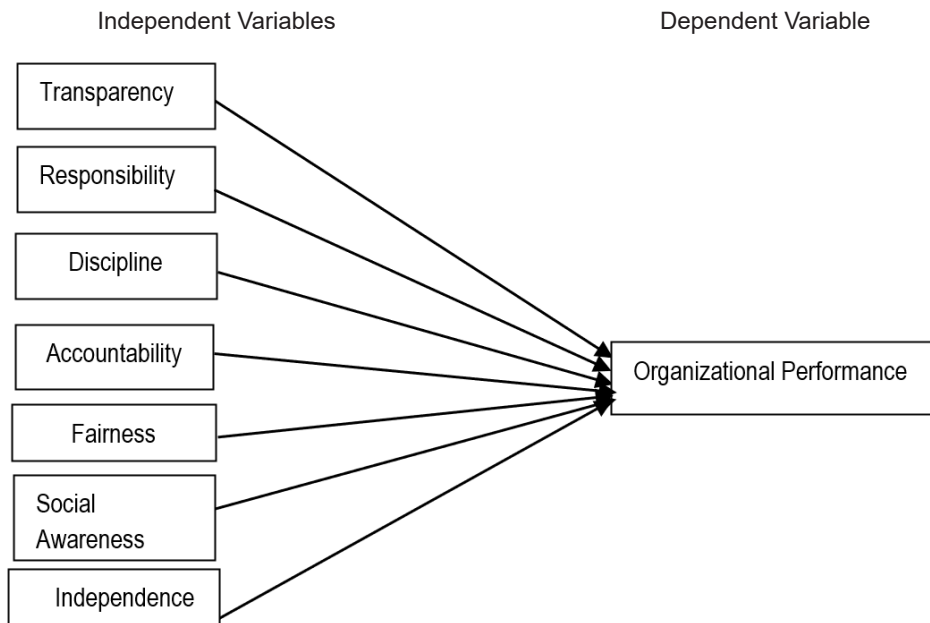 Independent Variables
Dependent Variable
Transparency
Responsibility
Discipline
Accountability
Organizational Performance
Fairness
Social
Awareness
Independence